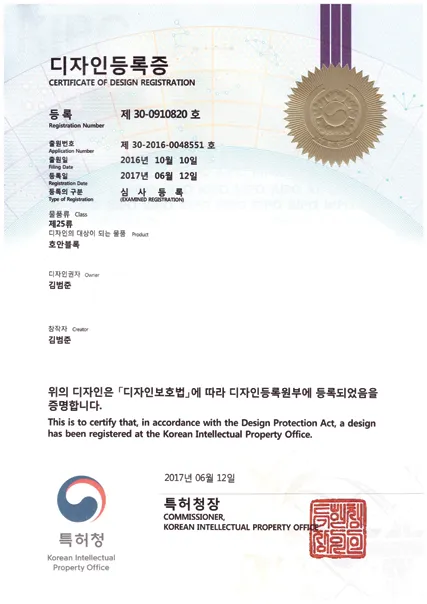 디자인등록증
CERTIFICATE OF DESIGN REGISTRATION
등록 제 30-0910820 호
Registration Number
출원번호 제 30-2016-0048551 호
Application Number
출원일 2016년 10월 10일
Filing Date
등록일 2017년 06월 12일
Registration Date
등록의 구분 심사등록
Type of Registration (EXAMINED REGISTRATION)
물품류 Class
제25류
디자인의 대상이 되는 물품 Product
호안블록
디자인권자 Owner
김범준
창작자 Creator
김범준
위의 디자인은 「디자인보호법」에 따라 디자인등록원부에 등록되었음을
증명합니다.
This is to certify that, in accordance with the Design Protection Act, a design
has been registered at the Korean Intellectual Property Office.
2017년 06월 12일
특허청장
COMMISSIONER,
KOREAN INTELLECTUAL PROPERTY OFFICE
특허청
Korean Intellectual
Property Office